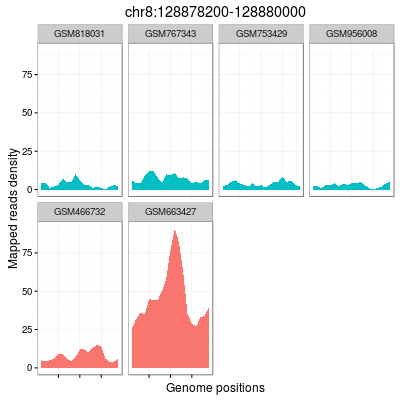 chr8:128878200-128880000
GSM818031 GSM767343 GSM753429 GSM956008
75
50
25
0
GSM466732 GSM663427
75
50
25
0
Mapped reads density
Genome positions